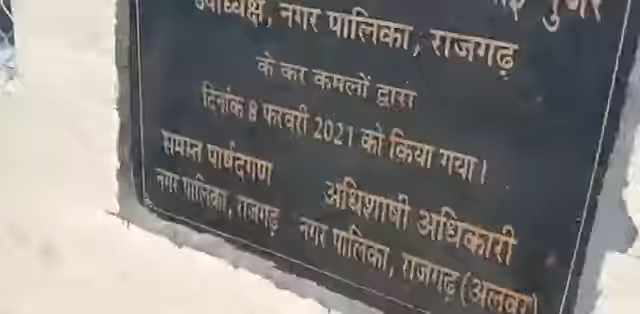 उपाध्यक्ष, नगर पालिका, राजगढ़
के कर कमलों द्वारा
दिनांक 8 फरवरी 2021 को किया गया।
समस्त पार्षदगण
नगर पालिका, राजगढ़
अधिशाषी अधिकारी
नगर पालिका, राजगढ़ (अलवर)